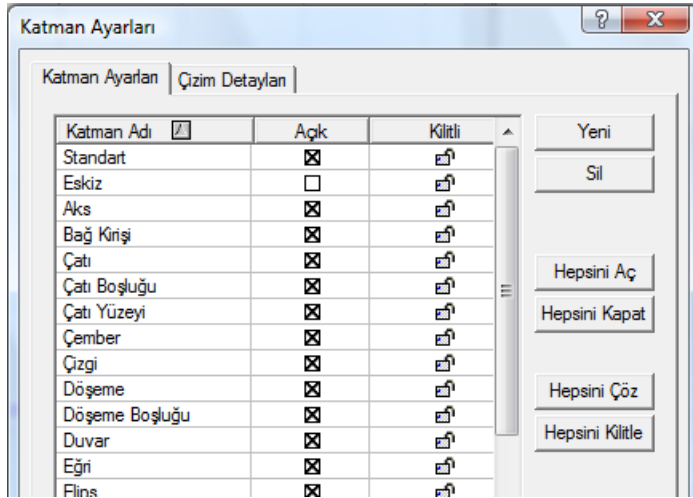 Katman Ayarları
Katman Ayarları Çizim Detayları
Katman Adı Açık Kilitli
Standart
Eskiz
Aks
Bağ Kirişi
Çatı
Çatı Boşluğu
Çatı Yüzeyi
Çember
Çizgi
Döşeme
Döşeme Boşluğu
Duvar
Eğri
Elips
Yeni
Sil
Hepsini Aç
Hepsini Kapat
Hepsini Çöz
Hepsini Kilitle